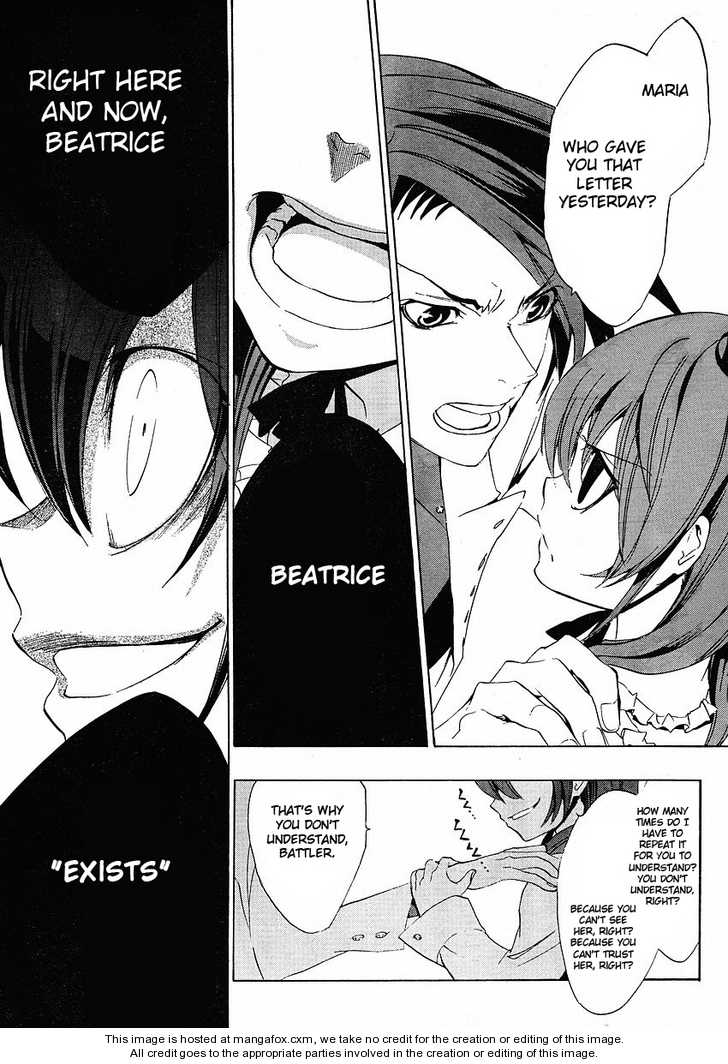 MARIA
WHO GAVE
YOU THAT
LETTER
YESTERDAY?
BEATRICE
RIGHT HERE
AND NOW,
BEATRICE
"EXISTS"
HOW MANY
TIMES DO I
HAVE TO
REPEAT IT
FOR YOU TO
UNDERSTAND?
YOU DON'T
UNDERSTAND,
RIGHT?
BECAUSE YOU
CAN'T SEE
HER, RIGHT?
BECAUSE YOU
CAN'T TRUST
HER, RIGHT?
THAT'S WHY
YOU DON'T
UNDERSTAND,
BATTLER.
This image is hosted at mangafox.cxm, we take no credit for the creation or editing of this image.
All credit goes to the appropriate parties involved in the creation or editing of this image.